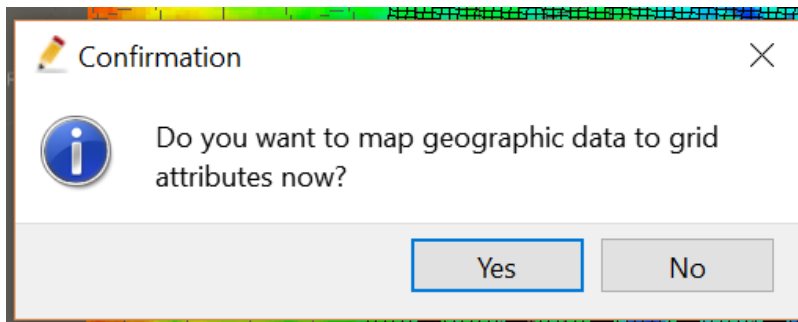 Confirmation
Do you want to map geographic data to grid
attributes now?
Yes
No